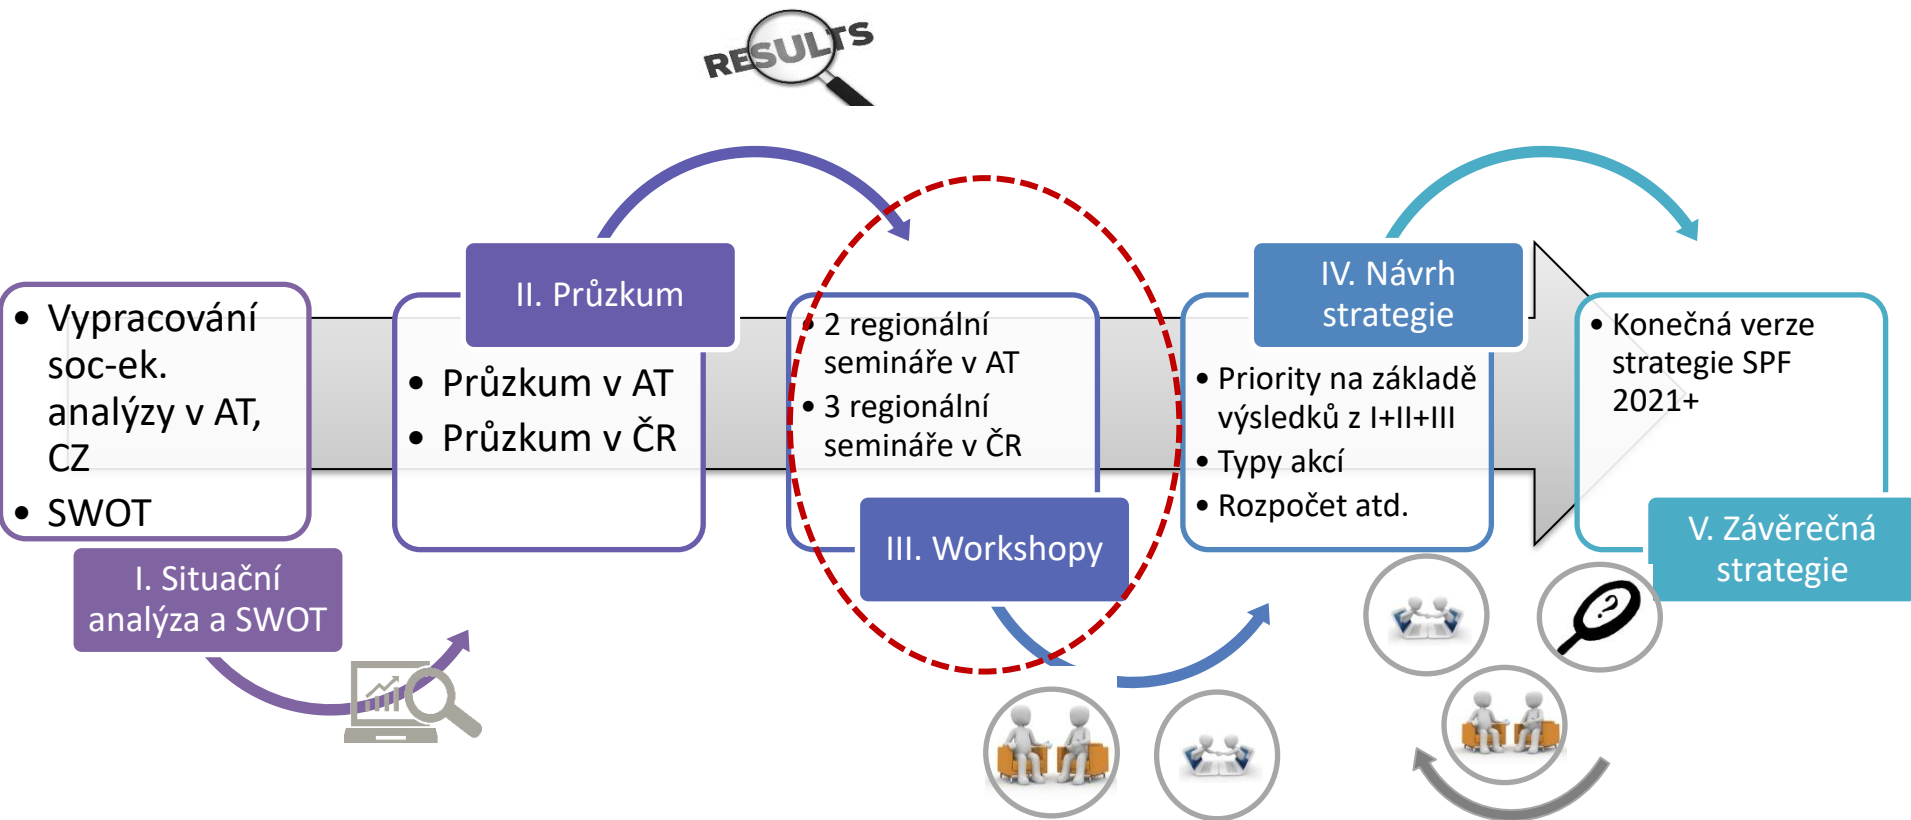 RESULTS
• Vypracování
soc-ek.
analýzy v AT,
CZ
• SWOT
I. Situační
analýza a SWOT
II. Průzkum
• Průzkum v AT
• Průzkum v ČR
• 2 regionální
semináře v AT
• 3 regionální
semináře v ČR
III. Workshopy
IV. Návrh
strategie
• Priority na základě
výsledků z I+II+III
• Typy akcí
• Rozpočet atd.
• Konečná verze
strategie SPF
2021+
V. Závěrečná
strategie
?